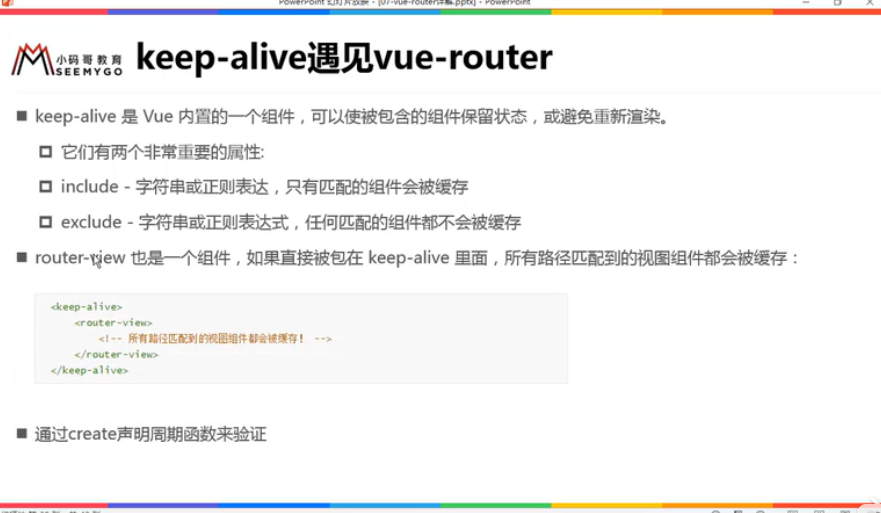 PowerPoint 幻灯片放映 - [07-vue-router详解.pptx] - PowerPoint
小码哥教育
SEEMYGO
keep-alive遇见vue-router
keep-alive 是 Vue 内置的一个组件，可以使被包含的组件保留状态，或避免重新渲染。
它们有两个非常重要的属性:
include - 字符串或正则表达，只有匹配的组件会被缓存
exclude - 字符串或正则表达式，任何匹配的组件都不会被缓存
router-view 也是一个组件，如果直接被包在 keep-alive 里面，所有路径匹配到的视图组件都会被缓存：
<keep-alive>
<router-view>
<!-- 所有路径匹配到的视图组件都会被缓存！ -->
</router-view>
</keep-alive>
通过create声明周期函数来验证